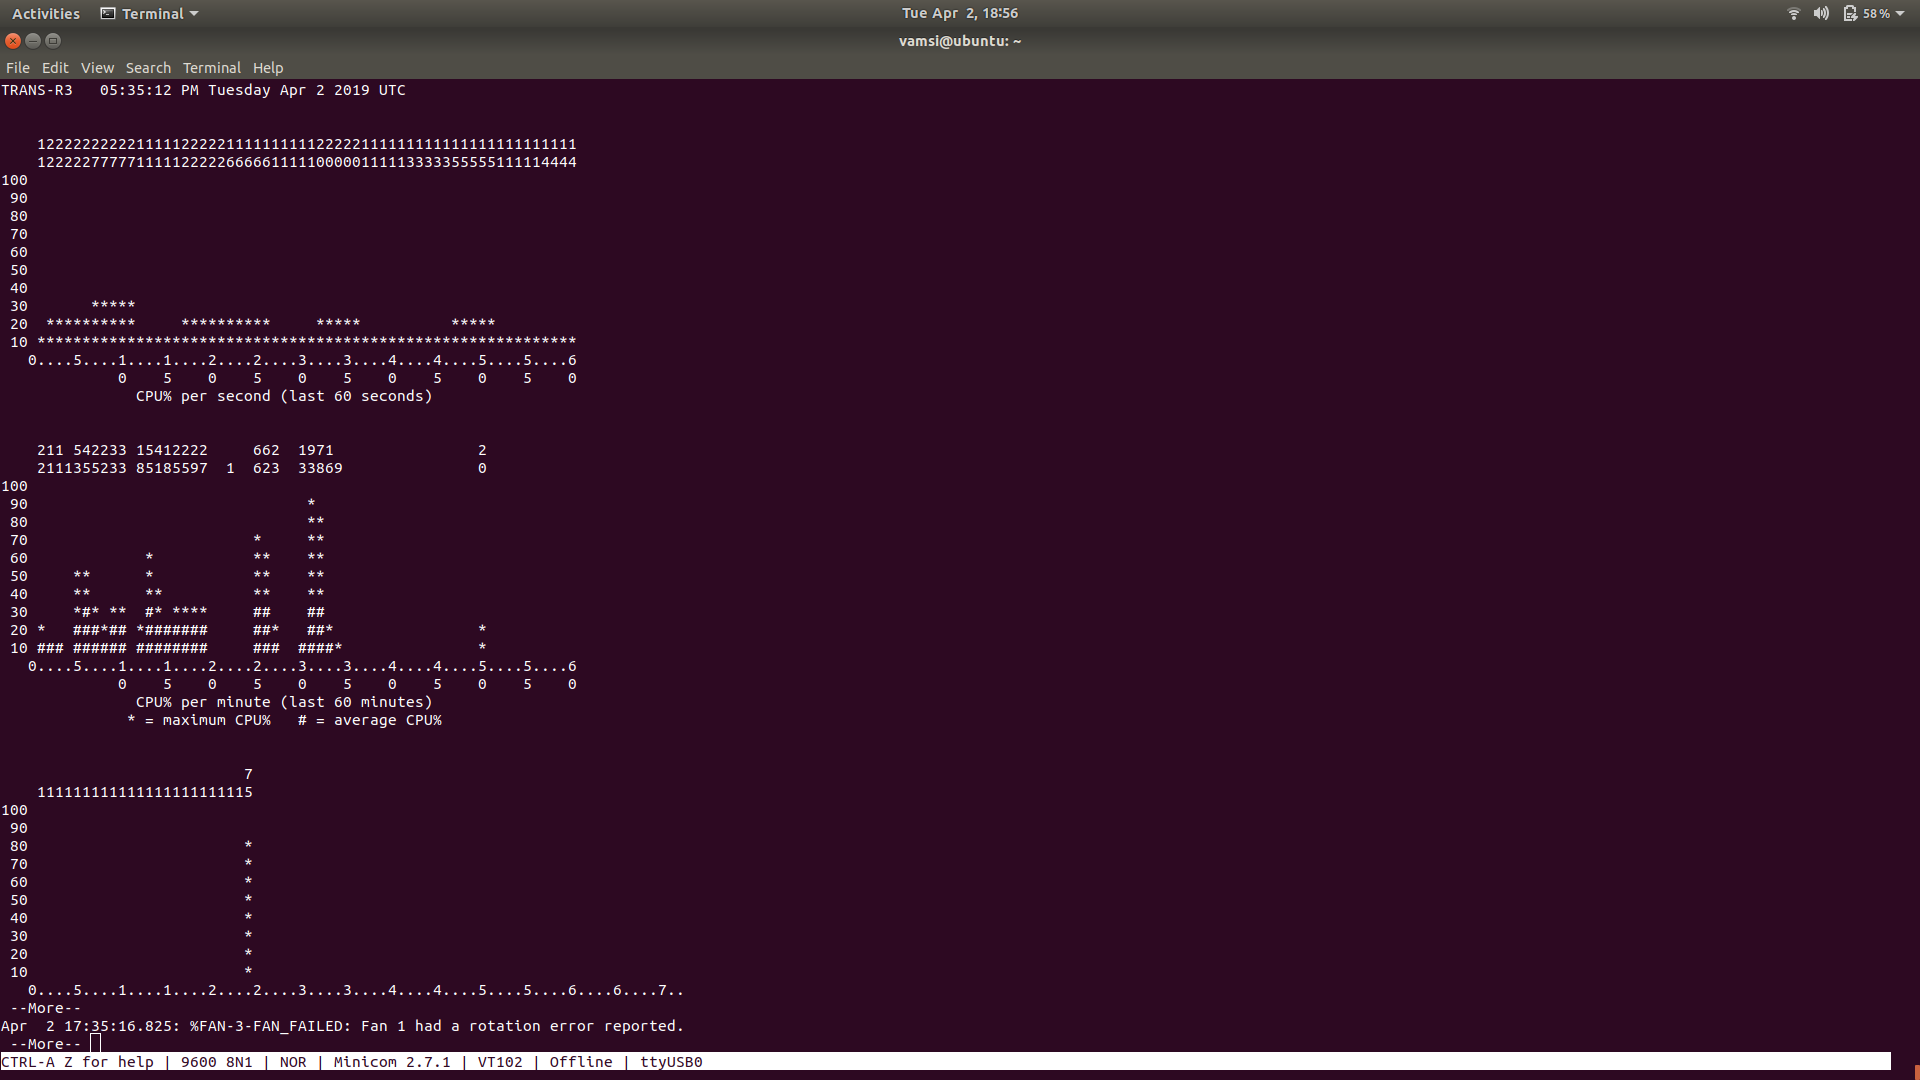 Activities Terminal Tue Apr 2, 18:56 58 %
vamsi@ubuntu: ~
File Edit View Search Terminal Help
TRANS-R3   05:35:12 PM Tuesday Apr 2 2019 UTC
    122222222221111122222111111111122222111111111111111111111111
    122222777771111122222666661111100000111113333355555111114444
100
 90
 80
 70
 60
 50
 40
 30       *****
 20  **********     **********     *****          *****
 10 ************************************************************
   0....5....1....1....2....2....3....3....4....4....5....5....6
             0    5    0    5    0    5    0    5    0    5    0
               CPU% per second (last 60 seconds)
    211 542233 15412222     662  1971                2
    2111355233 85185597  1  623  33869               0
100
 90                               *
 80                               **
 70                         *     **
 60             *           **    **
 50     **      *           **    **
 40     **      **          **    **
 30     *#* **  #* ****     ##    ##
 20 *   ###*## *#######     ##*   ##*                *
 10 ### ###### ########     ###  ####*               *
   0....5....1....1....2....2....3....3....4....4....5....5....6
             0    5    0    5    0    5    0    5    0    5    0
               CPU% per minute (last 60 minutes)
              * = maximum CPU%   # = average CPU%
                           7
    111111111111111111111115
100
 90
 80                        *
 70                        *
 60                        *
 50                        *
 40                        *
 30                        *
 20                        *
 10                        *
   0....5....1....1....2....2....3....3....4....4....5....5....6....6....7..
 --More--
Apr  2 17:35:16.825: %FAN-3-FAN_FAILED: Fan 1 had a rotation error reported.
 --More--
CTRL-A Z for help | 9600 8N1 | NOR | Minicom 2.7.1 | VT102 | Offline | ttyUSB0